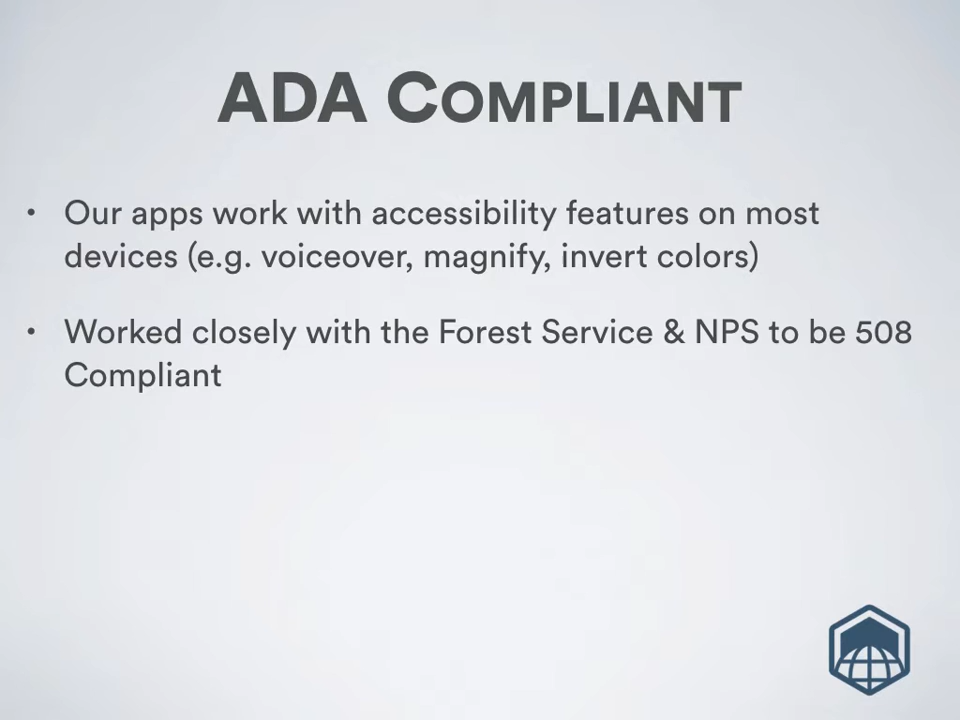 ADA COMPLIANT
• Our apps work with accessibility features on most
devices (e.g. voiceover, magnify, invert colors)
• Worked closely with the Forest Service & NPS to be 508
Compliant